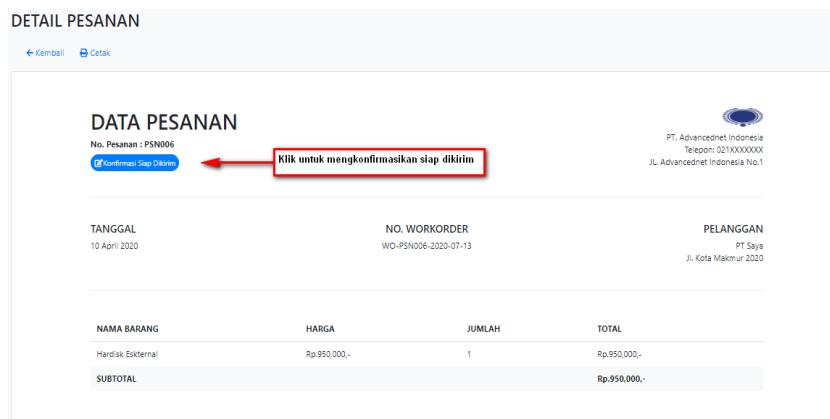 DETAIL PESANAN
Kembali Cetak
DATA PESANAN
No. Pesanan : PSN006
Konfirmasi Siap Dikirim
Klik untuk mengkonfirmasikan siap dikirim
PT. Advancednet Indonesia
Telepon: 021XXXXXXX
JL. Advancednet Indonesia No.1
TANGGAL
10 April 2020
NO. WORKORDER
WO-PSN006-2020-07-13
PELANGGAN
PT Saya
Jl. Kota Makmur 2020
NAMA BARANG HARGA JUMLAH TOTAL
Hardisk Eskternal Rp.950,000,- 1 Rp.950,000,-
SUBTOTAL Rp.950,000,-